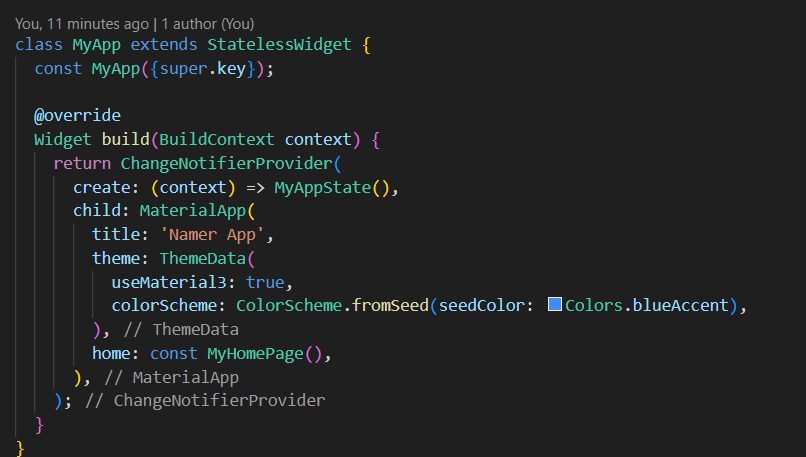 You, 11 minutes ago | 1 author (You)
class MyApp extends StatelessWidget {
  const MyApp({super.key});

  @override
  Widget build(BuildContext context) {
    return ChangeNotifierProvider(
      create: (context) => MyAppState(),
      child: MaterialApp(
        title: 'Namer App',
        theme: ThemeData(
          useMaterial3: true,
          colorScheme: ColorScheme.fromSeed(seedColor: Colors.blueAccent),
        ), // ThemeData
        home: const MyHomePage(),
      ), // MaterialApp
    ); // ChangeNotifierProvider
  }
}